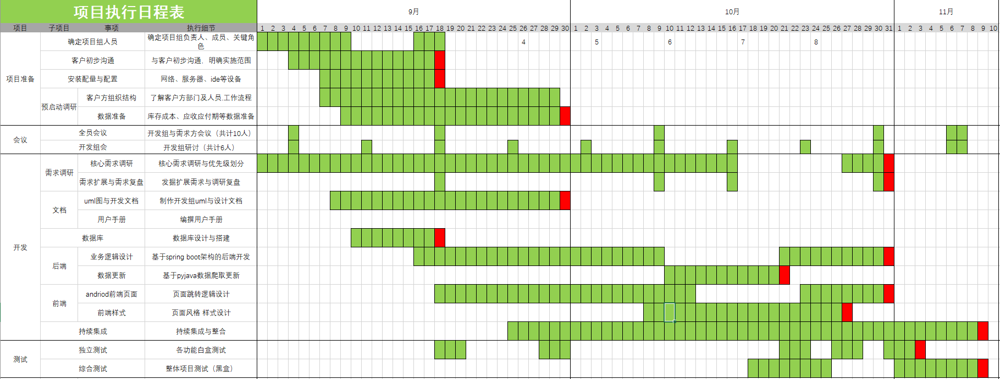 项目执行日程表
9月
10月
11月
项目 子项目 事项 执行细节
1 2 3 4 5 6 7 8 9 10 11 12 13 14 15 16 17 18 19 20 21 22 23 24 25 26 27 28 29 30 1 2 3 4 5 6 7 8 9 10 11 12 13 14 15 16 17 18 19 20 21 22 23 24 25 26 27 28 29 30 31 1 2 3 4 5 6 7 8 9 10
项目准备
确定项目组人员
确定项目组负责人、成员、关键角
色
4 5 6 7 8
客户初步沟通
与客户初步沟通，明确实施范围
安装配量与配置
网络、服务器、ide等设备
预启动调研
客户方组织结构
了解客户方部门及人员.工作流程
数据准备
库存成本、应收应付期等数据准备
会议
全员会议
开发组与需求方会议（共计10人）
开发组会
开发组研讨（共计6人）
开发
需求调研
核心需求调研
核心需求调研与优先级划分
需求扩展与需求复盘
发掘扩展需求与调研复盘
文档
uml图与开发文档
制作开发组uml与设计文档
用户手册
编撰用户手册
数据库
数据库设计与搭建
后端
业务逻辑设计
基于spring boot架构的后端开发
数据更新
基于pyjava数据爬取更新
前端
andriod前端页面
页面跳转逻辑设计
前端样式
页面风格 样式设计
持续集成
持续集成与整合
测试
独立测试
各功能白盒测试
综合测试
整体项目测试（黑盒）